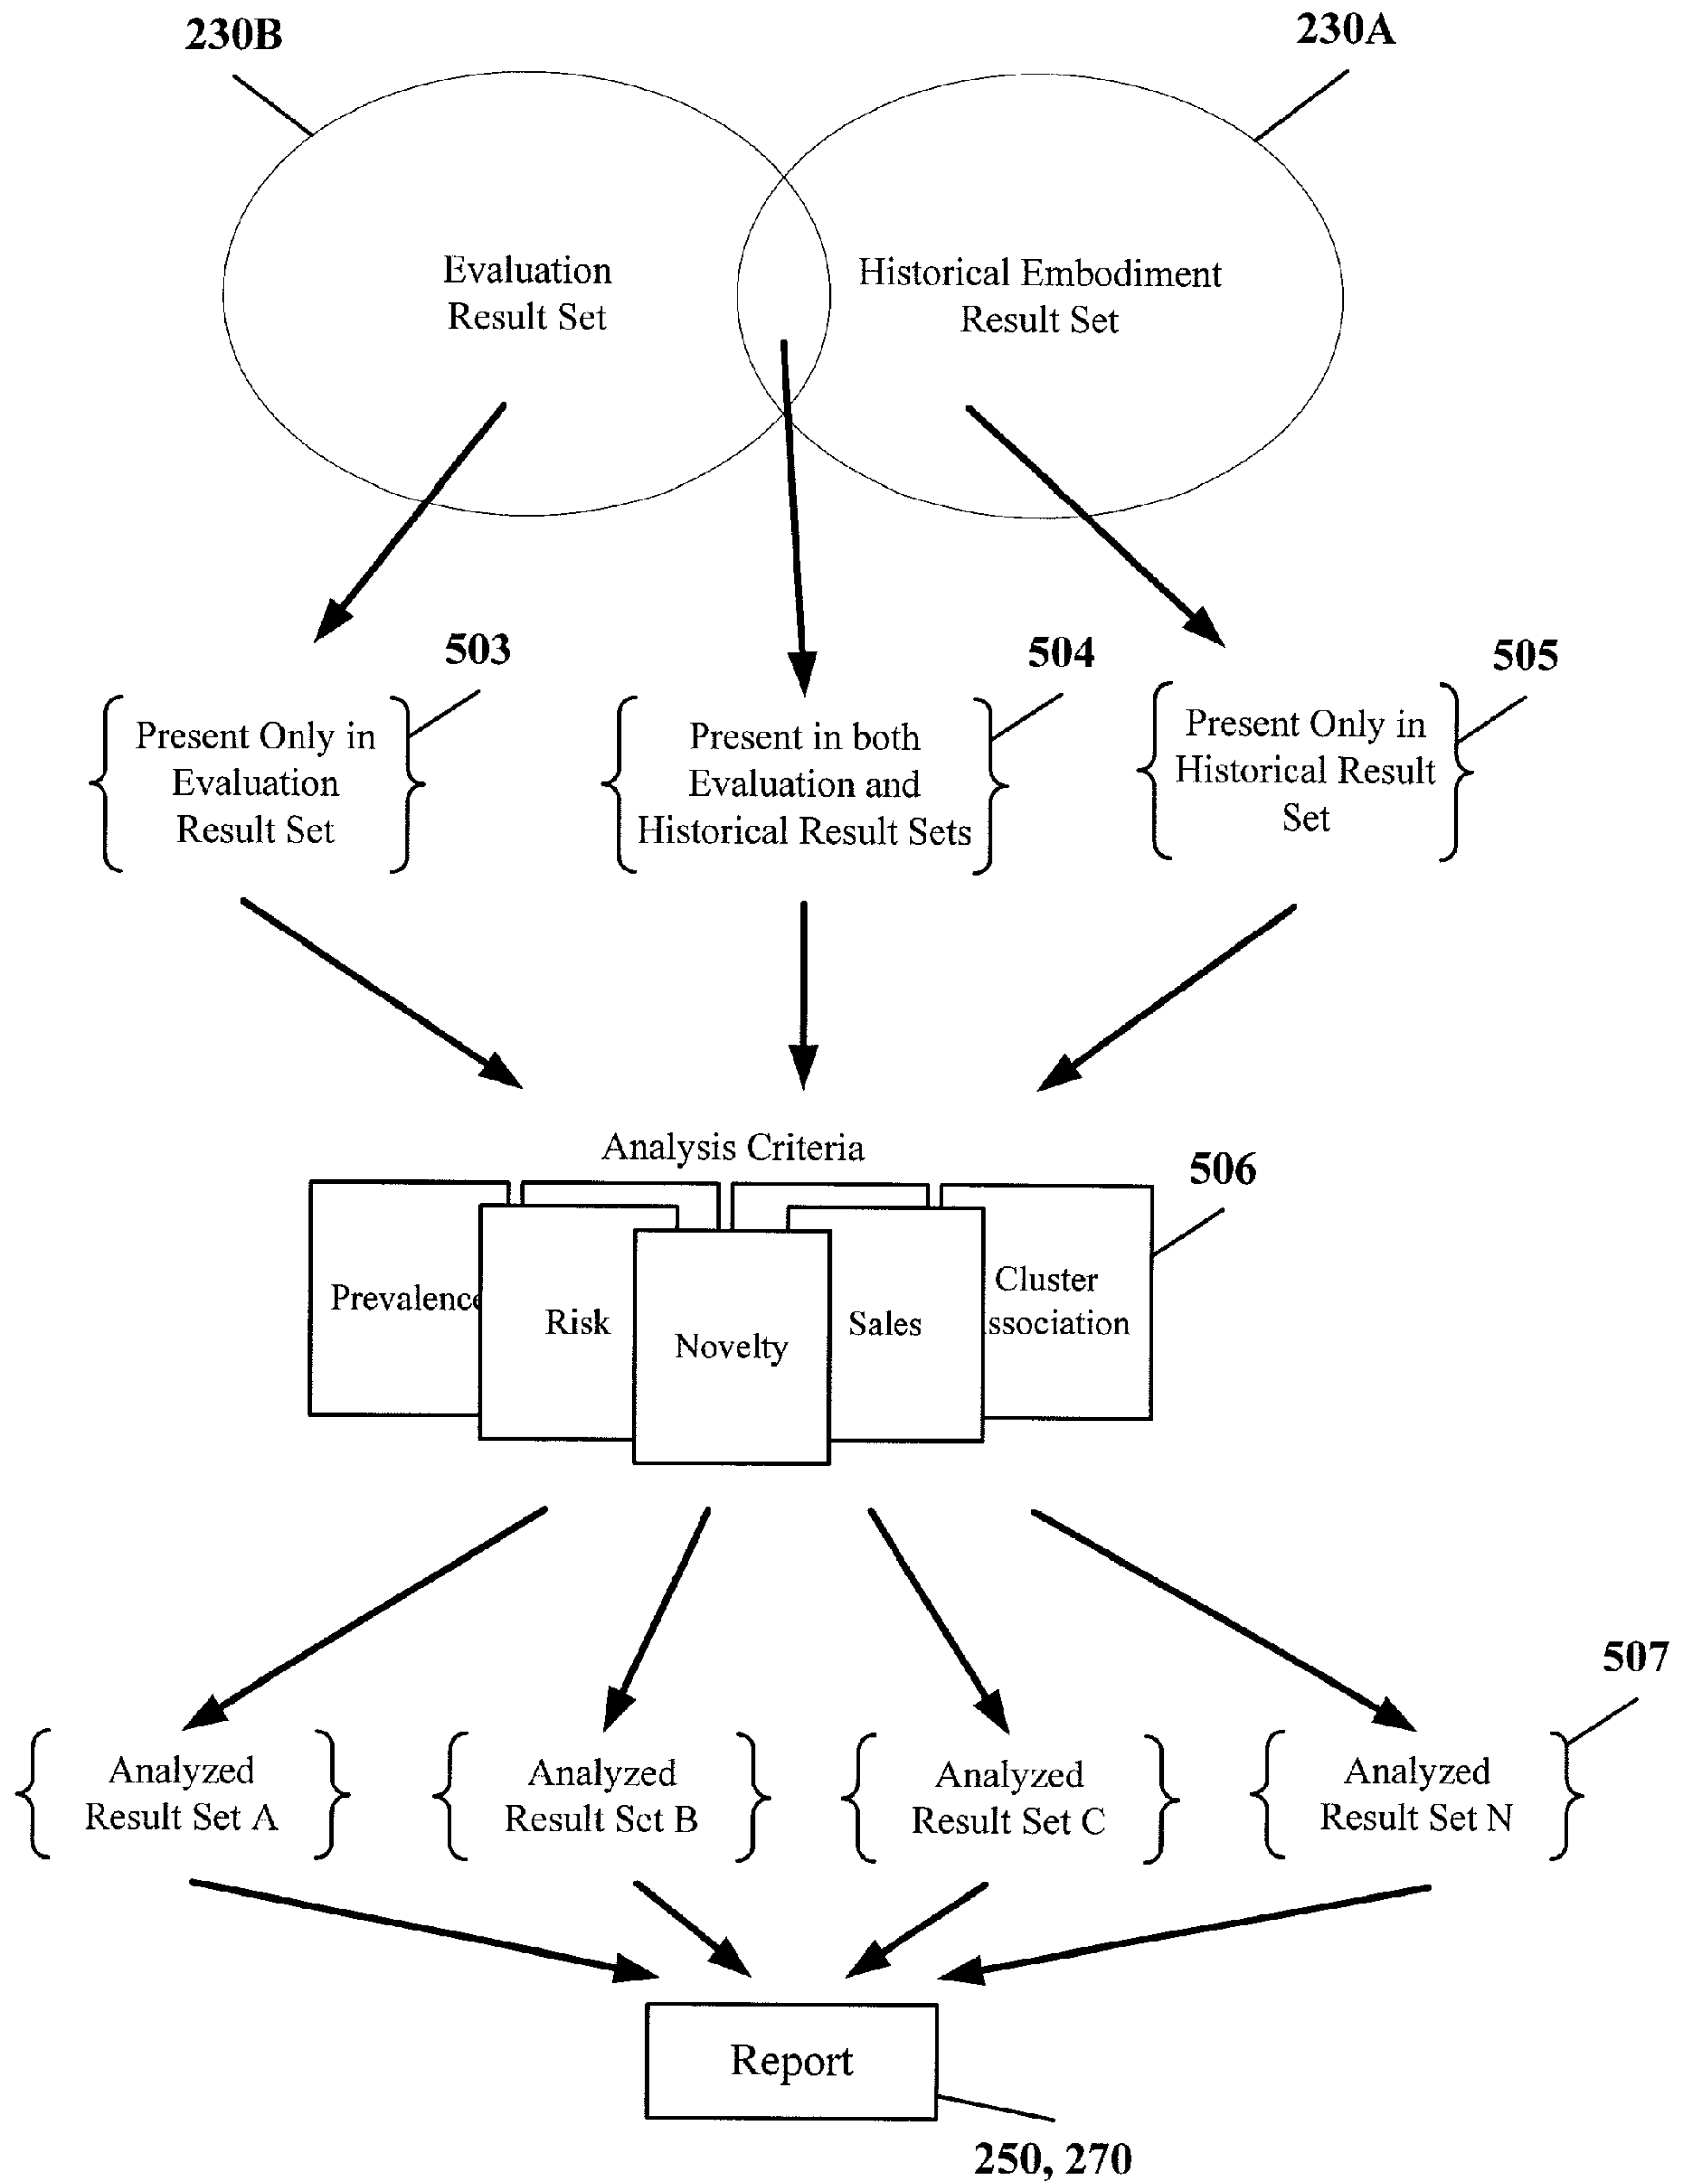 230B
230A
Evaluation
Result Set
Historical Embodiment
Result Set
503
504
505
Present Only in
Evaluation
Result Set
Present in both
Evaluation and
Historical Result Sets
Present Only in
Historical Result
Set
Analysis Criteria
506
Prevalence
Risk
Novelty
Sales
Cluster
ssociation
507
Analyzed
Result Set A
Analyzed
Result Set B
Analyzed
Result Set C
Analyzed
Result Set N
Report
250, 270